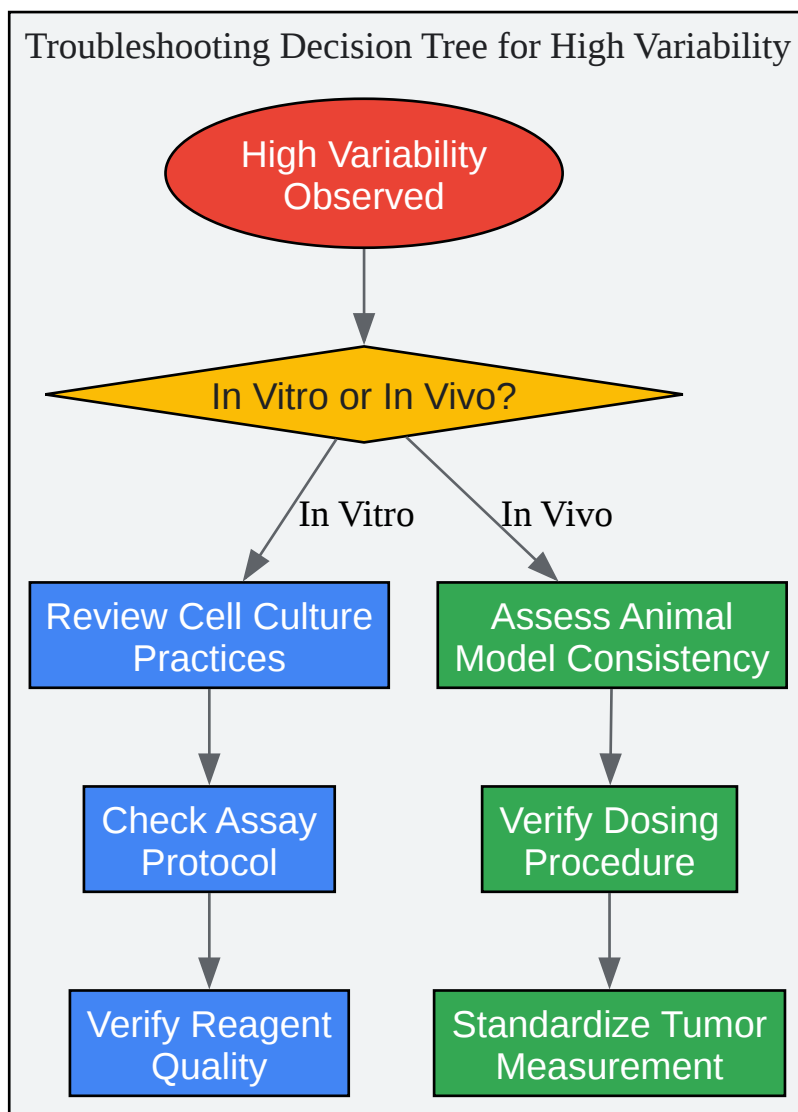 Troubleshooting Decision Tree for High Variability
High Variability
Observed
In Vitro or In Vivo?
In Vitro
In Vivo
Review Cell Culture
Practices
Assess Animal
Model Consistency
Check Assay
Protocol
Verify Dosing
Procedure
Verify Reagent
Quality
Standardize Tumor
Measurement